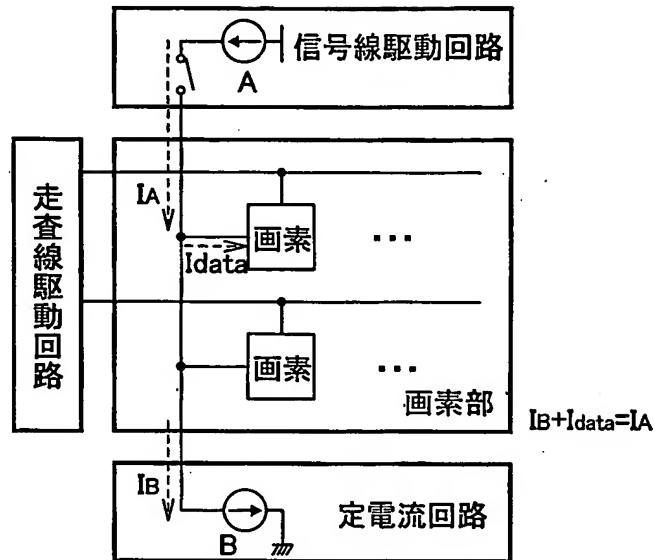 信号線駆動回路
A
走査線駆動回路
IA
画素
...
Idata
画素
...
画素部
IB+Idata=IA
IB
B
定電流回路